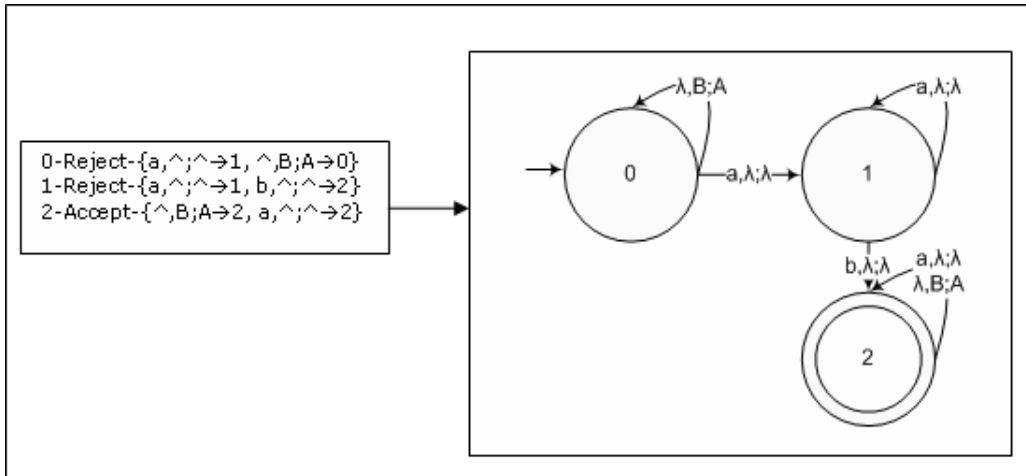 0-Reject-{a,^;^→1, ^,B;A→0}
1-Reject-{a,^;^→1, b,^;^→2}
2-Accept-{^,B;A→2, a,^;^→2}
λ,B;A
a,λ;λ
0
a,λ;λ
1
b,λ;λ
a,λ;λ
λ,B;A
2